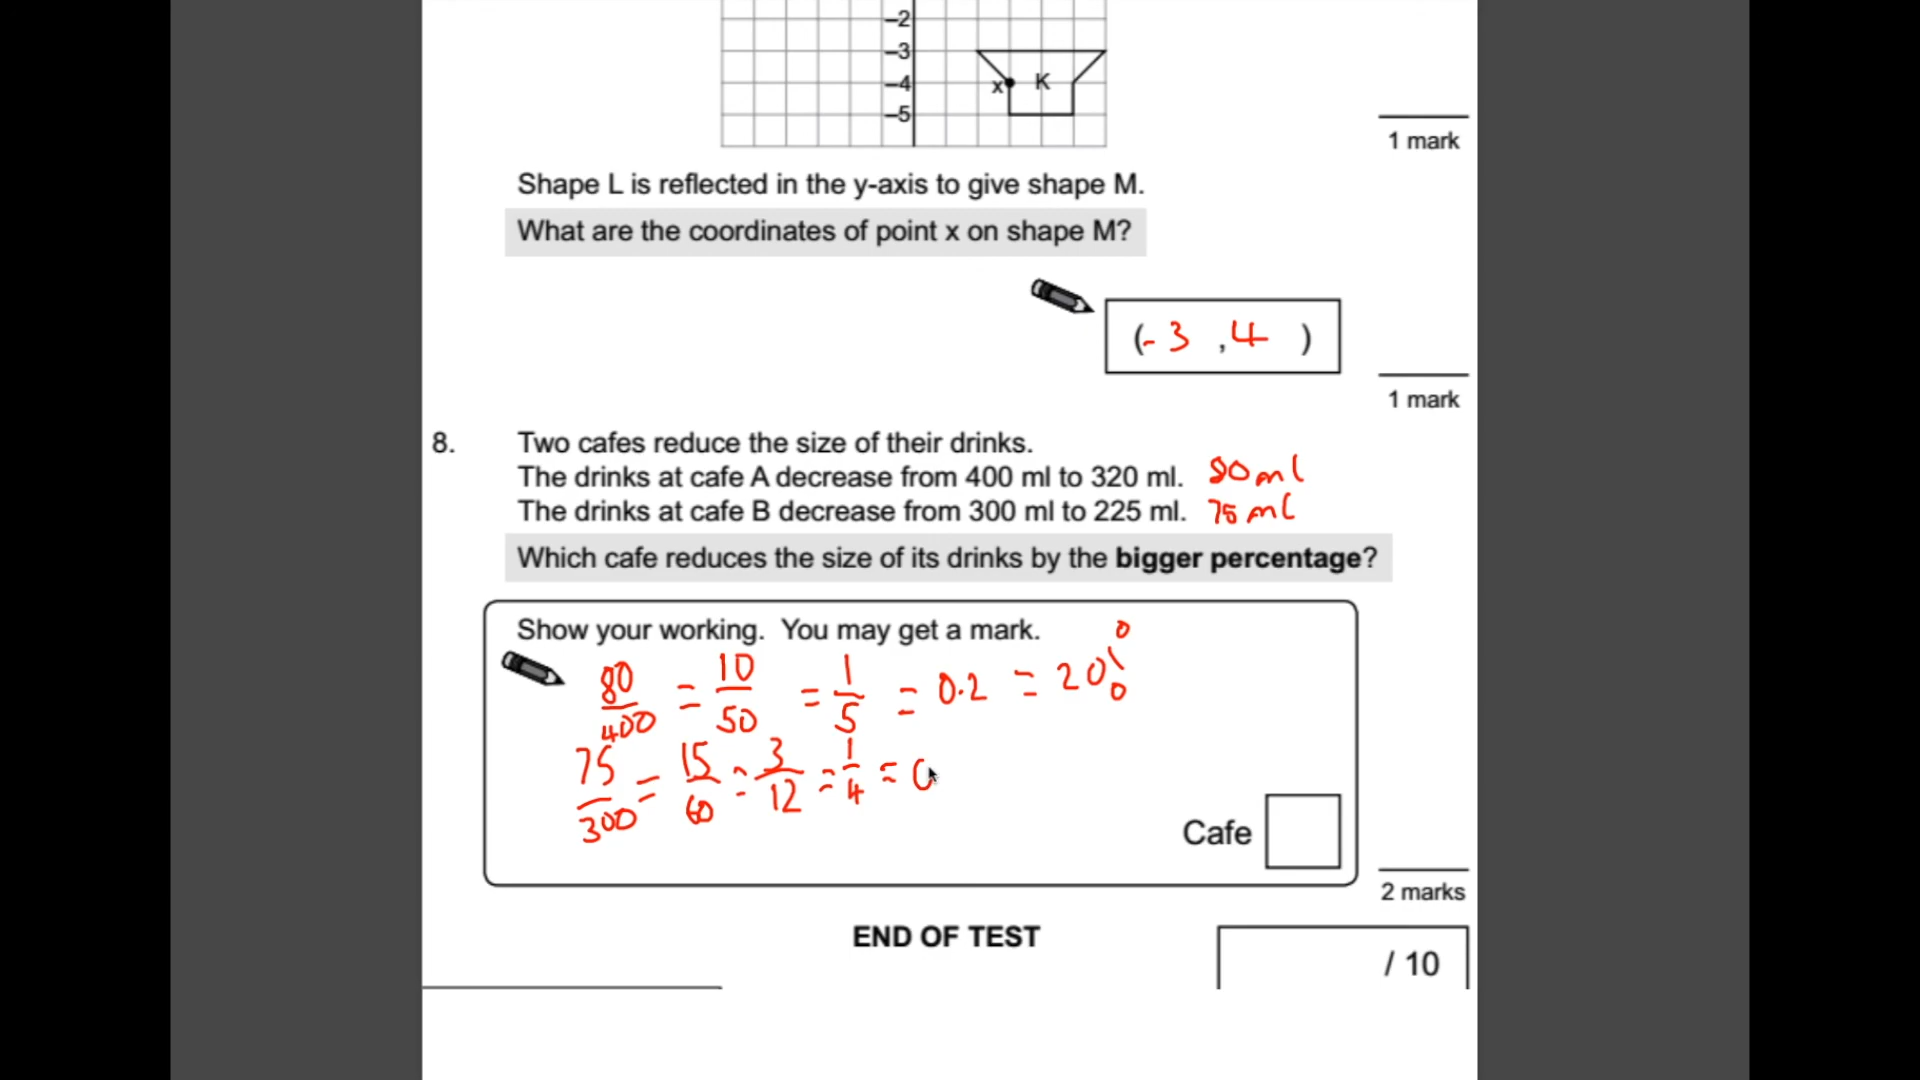 -2
-3
x K
-4
-5
1 mark
Shape L is reflected in the y-axis to give shape M.
What are the coordinates of point x on shape M?
(-3 , 4 )
1 mark
8. Two cafes reduce the size of their drinks.
The drinks at cafe A decrease from 400 ml to 320 ml. 80ml
The drinks at cafe B decrease from 300 ml to 225 ml. 75ml
Which cafe reduces the size of its drinks by the bigger percentage?
Show your working. You may get a mark.
80/400 = 10/50 = 1/5 = 0.2 = 20%
75/300 = 15/60 = 3/12 = 1/4 = 0
Cafe
2 marks
END OF TEST
/ 10